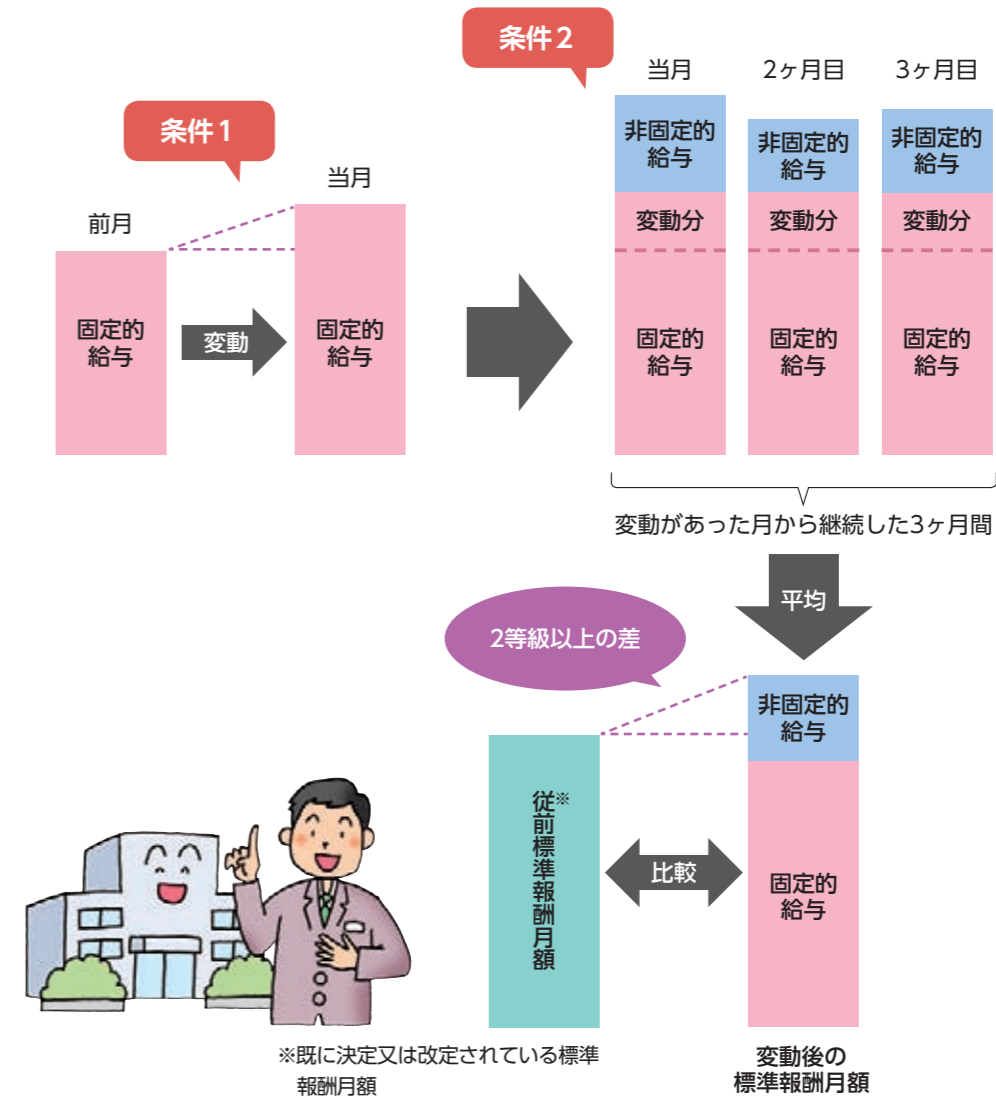 条件1
前月
当月
固定的
給与
変動
固定的
給与
条件2
当月
2ヶ月目
3ヶ月目
非固定的
給与
非固定的
給与
非固定的
給与
変動分
変動分
変動分
固定的
給与
固定的
給与
固定的
給与
変動があった月から継続した3ヶ月間
平均
2等級以上の差
従前標準報酬月額※
比較
非固定的
給与
固定的
給与
※既に決定又は改定されている標準
報酬月額
変動後の
標準報酬月額